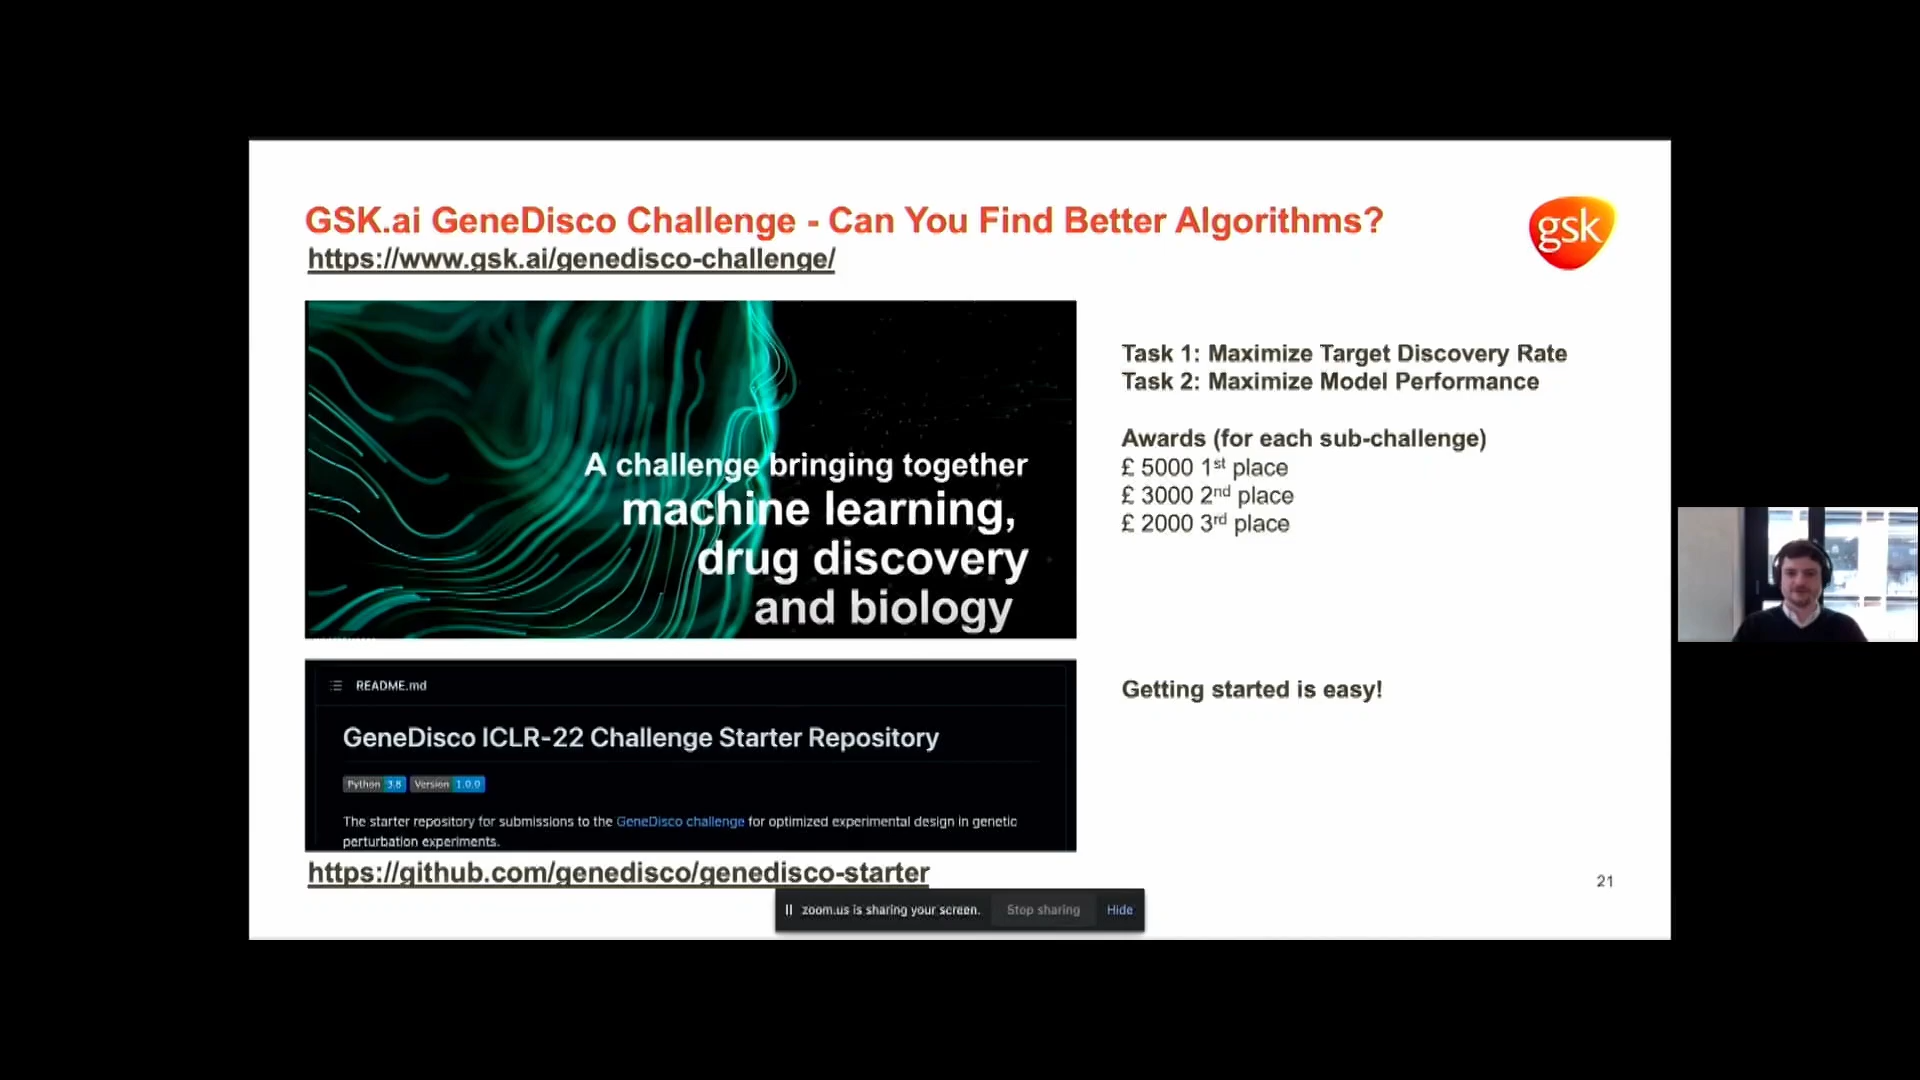 GSK.ai GeneDisco Challenge - Can You Find Better Algorithms?
https://www.gsk.ai/genedisco-challenge/
gsk
A challenge bringing together
machine learning,
drug discovery
and biology
Task 1: Maximize Target Discovery Rate
Task 2: Maximize Model Performance
Awards (for each sub-challenge)
£ 5000 1st place
£ 3000 2nd place
£ 2000 3rd place
README.md
GeneDisco ICLR-22 Challenge Starter Repository
Python 3.8 Version 1.0.0
The starter repository for submissions to the GeneDisco challenge for optimized experimental design in genetic
perturbation experiments.
Getting started is easy!
https://github.com/genedisco/genedisco-starter
21
zoom.us is sharing your screen. Stop sharing Hide